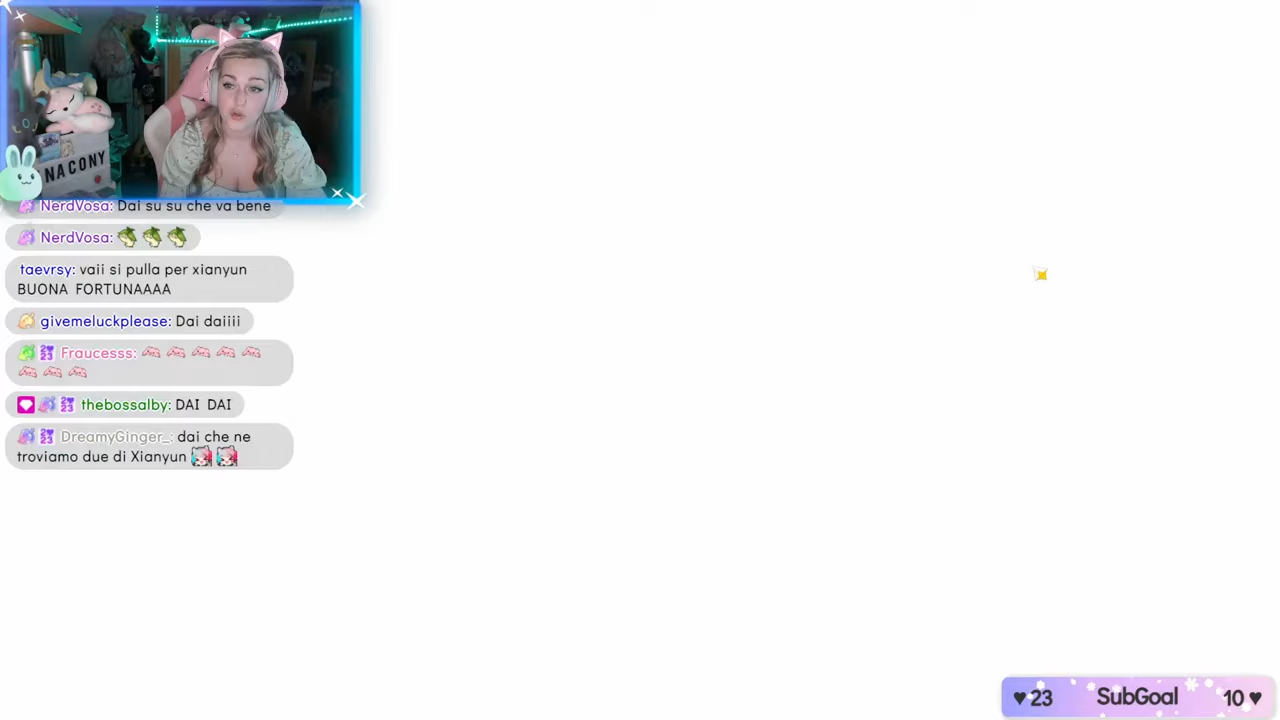 NACONY
NerdVosa: Dai su su che va bene
NerdVosa:
taevrsy: vaii si pulla per xianyun
BUONA FORTUNAAAA
givemeluckplease: Dai daiiii
Fraucesss:
thebossalby: DAI DAI
DreamyGinger_: dai che ne
troviamo due di Xianyun
♥23 SubGoal 10♥